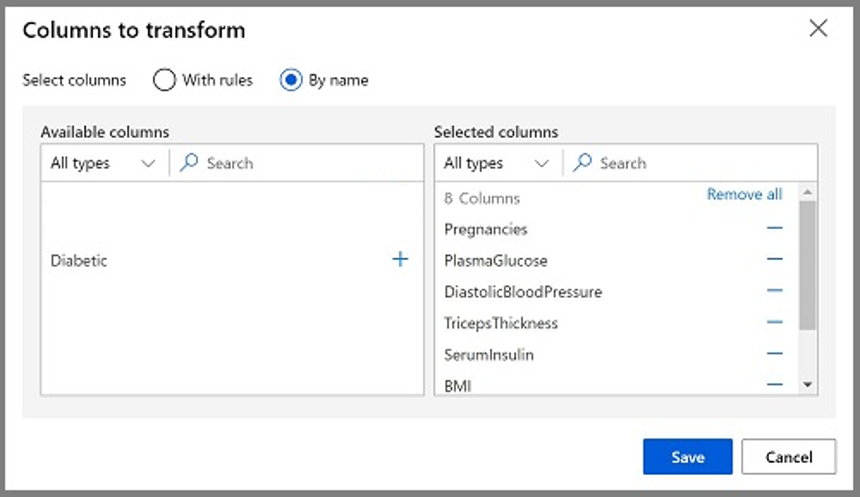 Columns to transform
Select columns With rules By name
Available columns
All types Search
Diabetic
Selected columns
All types Search
8 Columns Remove all
Pregnancies
PlasmaGlucose
DiastolicBloodPressure
TricepsThickness
SerumInsulin
BMI
Save Cancel